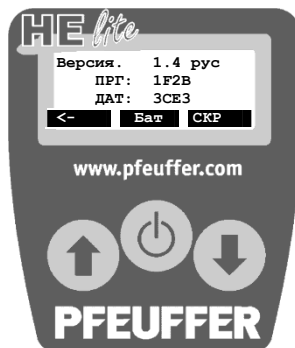 HE lite
Версия. 1.4 рус
ПРГ: 1F2B
ДАТ: 3CE3
<- Бат СКР
www.pfeuffer.com
PFEUFFER